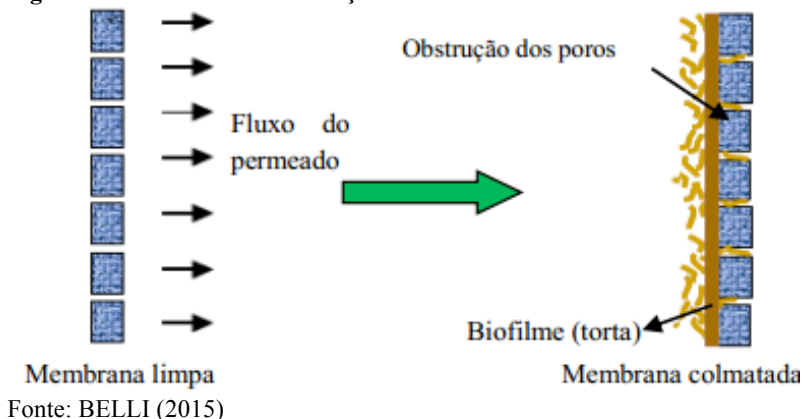 Obstrução dos poros
Fluxo do
permeado
Biofilme (torta)
Membrana limpa
Membrana colmatada
Fonte: BELLI (2015)